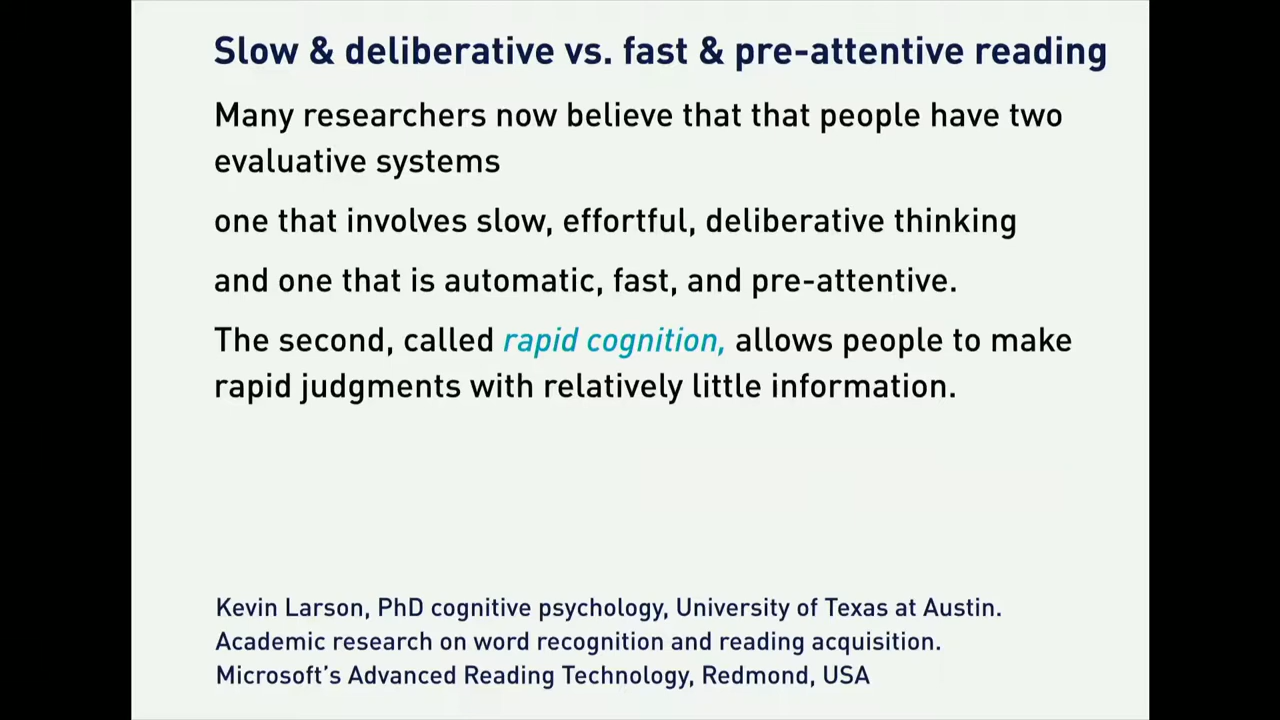 Slow & deliberative vs. fast & pre-attentive reading
Many researchers now believe that that people have two
evaluative systems
one that involves slow, effortful, deliberative thinking
and one that is automatic, fast, and pre-attentive.
The second, called rapid cognition, allows people to make
rapid judgments with relatively little information.
Kevin Larson, PhD cognitive psychology, University of Texas at Austin.
Academic research on word recognition and reading acquisition.
Microsoft's Advanced Reading Technology, Redmond, USA